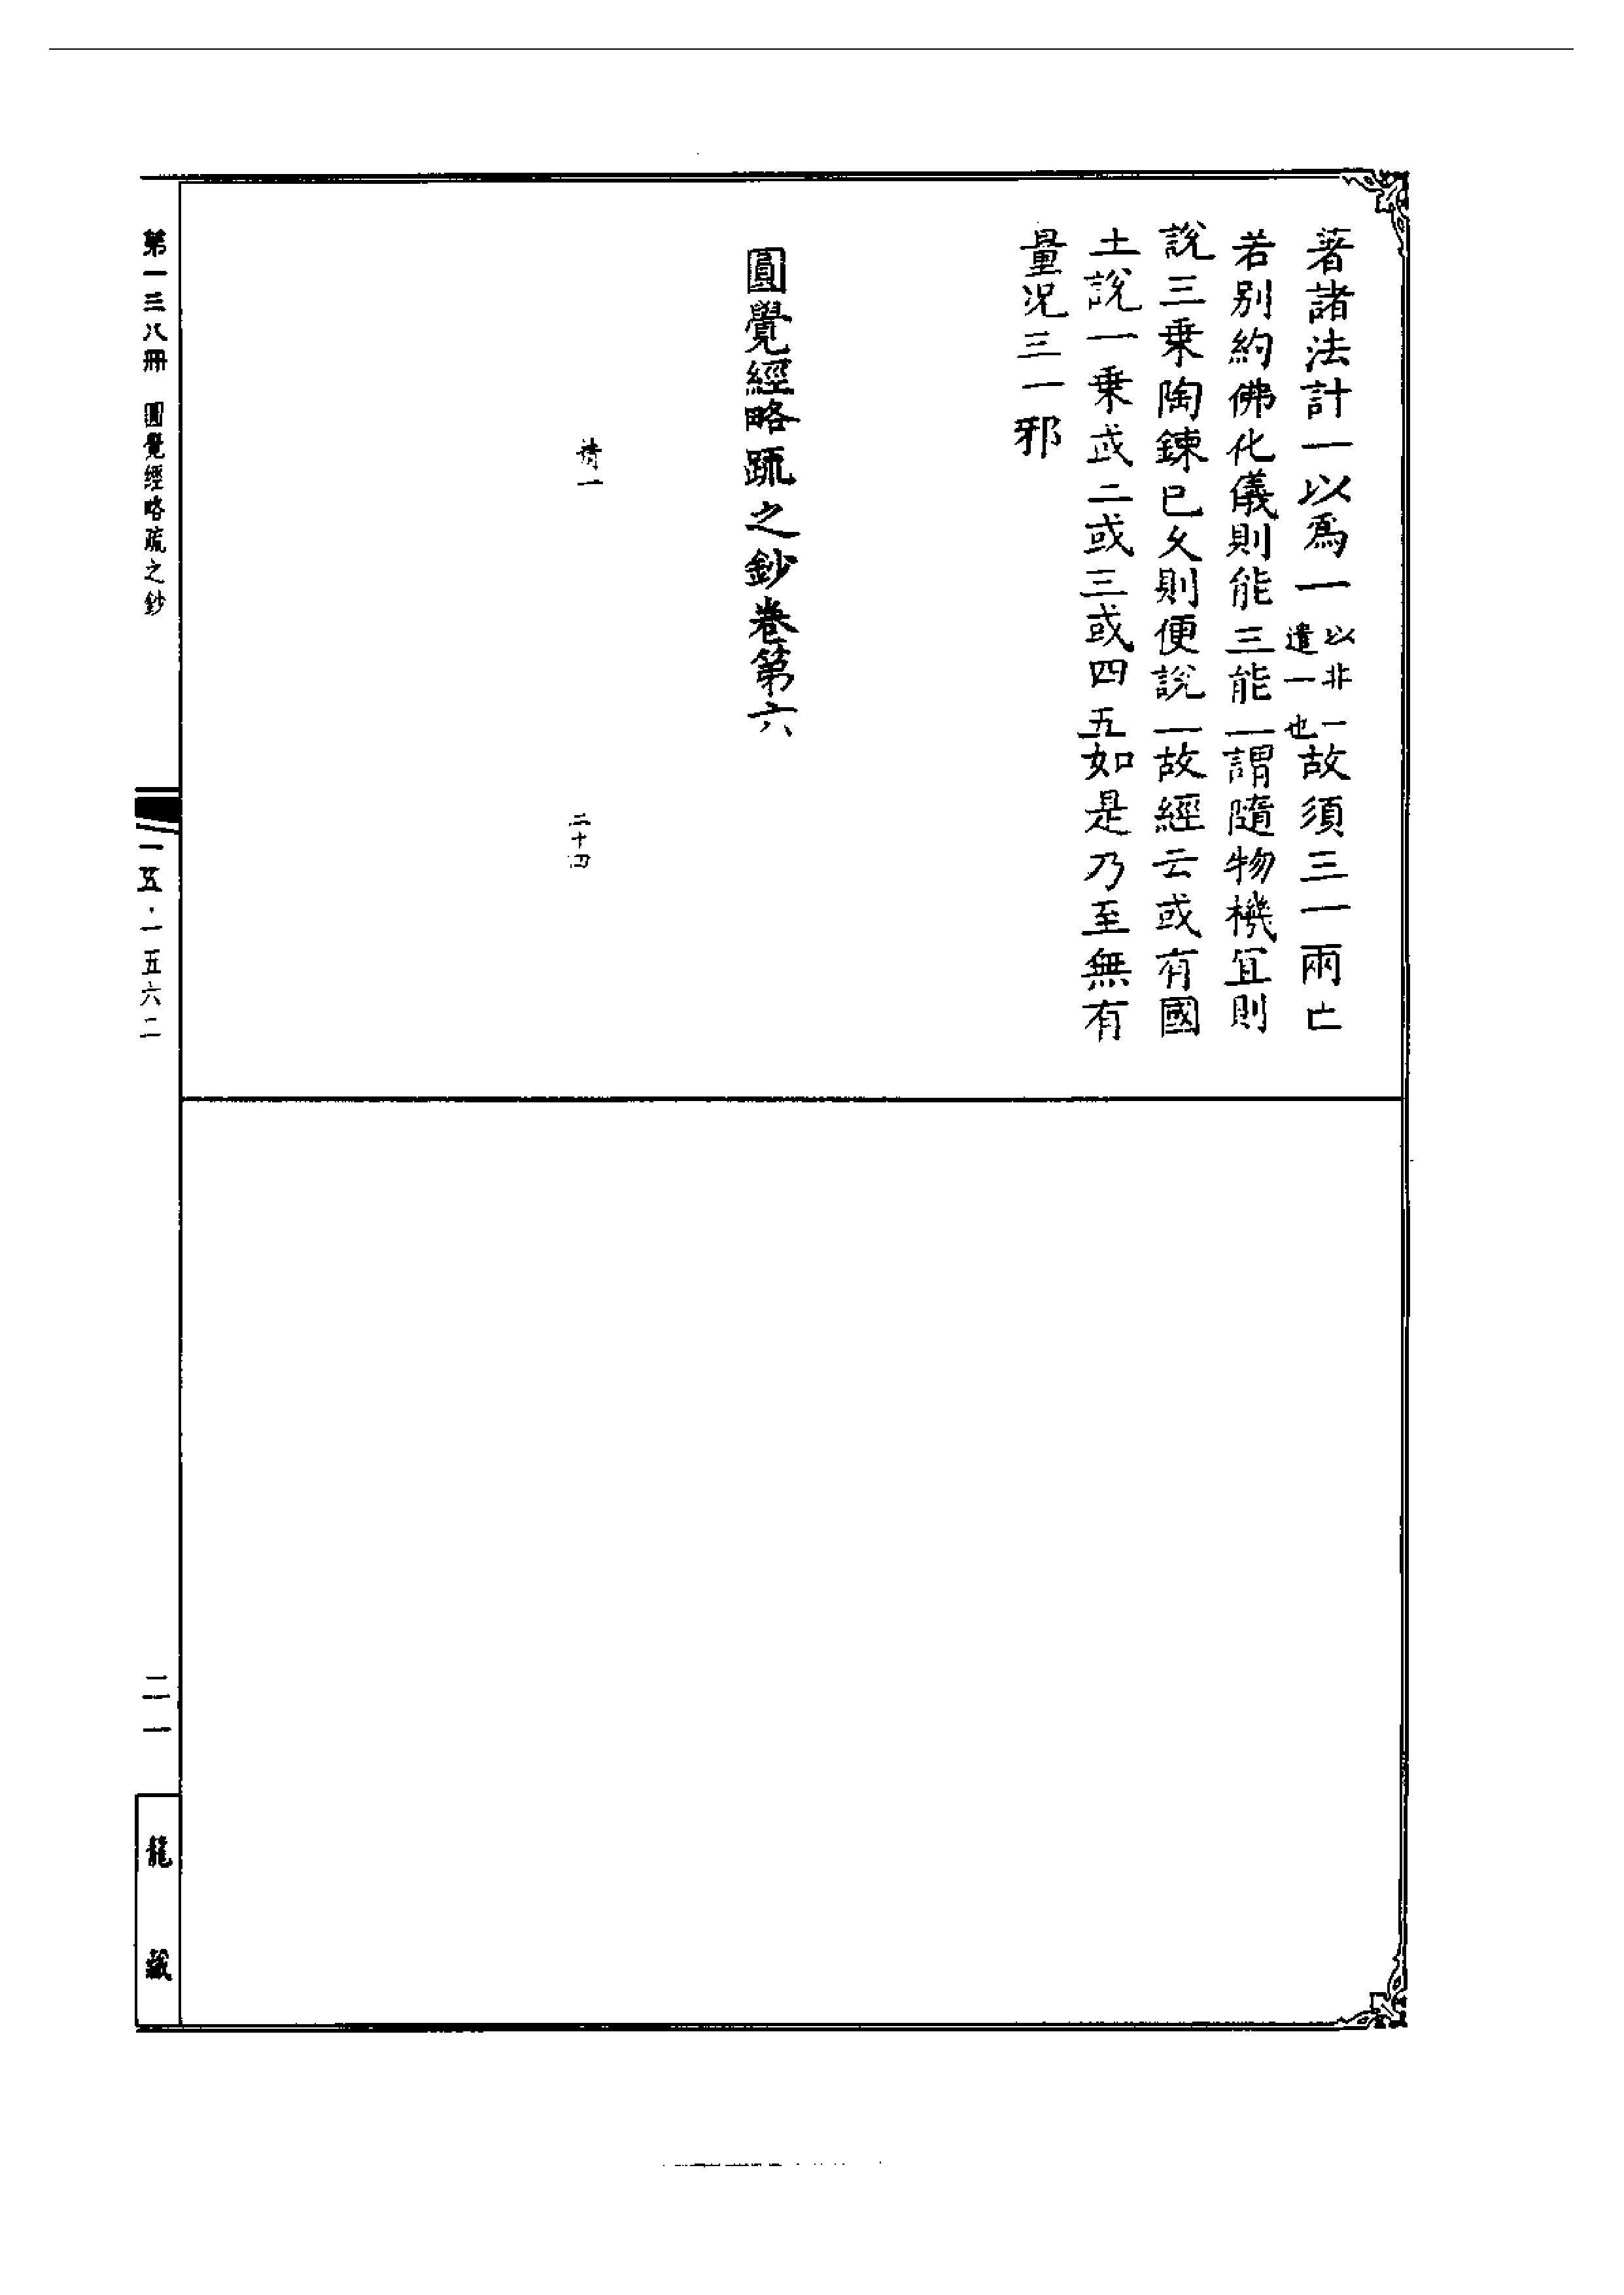 著諸法計一以爲一以非一遣一也故須三一兩亡
若别約佛化儀則能三能一謂隨物機宜則
說三乘陶鍊已久則便說一故經云或有國
土說一乘或二或三或四五如是乃至無有
量况三一邪
圓覺經略疏之鈔卷第六
精一
二十四
第一三八冊 圓覺經略疏之鈔
一五·一五六二
二一
龍藏